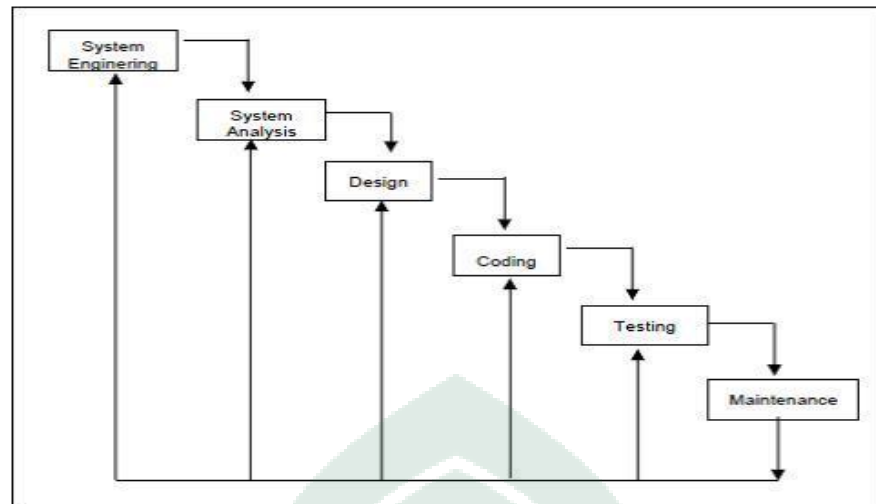 System
Enginering
System
Analysis
Design
Coding
Testing
Maintenance